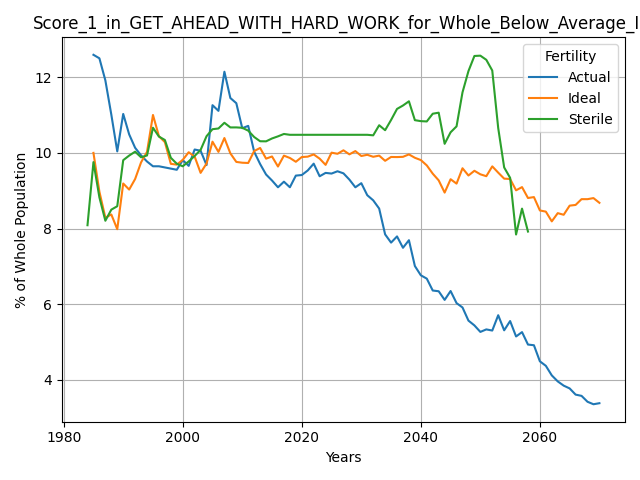 Score_1_in_GET_AHEAD_WITH_HARD_WORK_for_Whole_Below_Average_I
12
10
8
6
4
% of Whole Population
1980
2000
2020
2040
2060
Years
Fertility
Actual
Ideal
Sterile